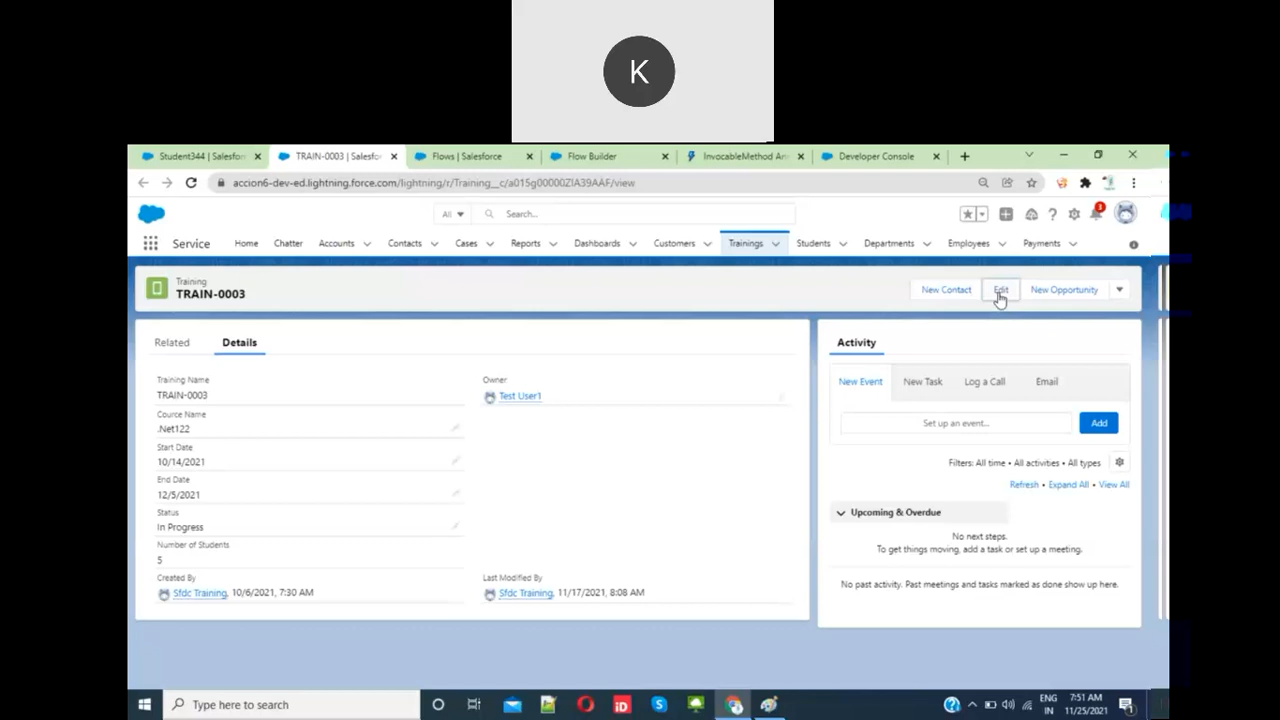 K
Student344 | Salesfor
TRAIN-0003 | Salesfo
Flows | Salesforce
Flow Builder
InvocableMethod An
Developer Console
accion6-dev-ed.lightning.force.com/lightning/r/Training__c/a015g00000ZIA39AAF/view
All
Search...
Service
Home
Chatter
Accounts
Contacts
Cases
Reports
Dashboards
Customers
Trainings
Students
Departments
Employees
Payments
Training
TRAIN-0003
New Contact
Edit
New Opportunity
Related
Details
Training Name
TRAIN-0003
Owner
Test User1
Cource Name
.Net122
Start Date
10/14/2021
End Date
12/5/2021
Status
In Progress
Number of Students
5
Created By
Sfdc Training, 10/6/2021, 7:30 AM
Last Modified By
Sfdc Training, 11/17/2021, 8:08 AM
Activity
New Event
New Task
Log a Call
Email
Set up an event...
Add
Filters: All time • All activities • All types
Refresh • Expand All • View All
Upcoming & Overdue
No next steps.
To get things moving, add a task or set up a meeting.
No past activity. Past meetings and tasks marked as done show up here.
Type here to search
iD
ENG
IN
7:51 AM
11/25/2021